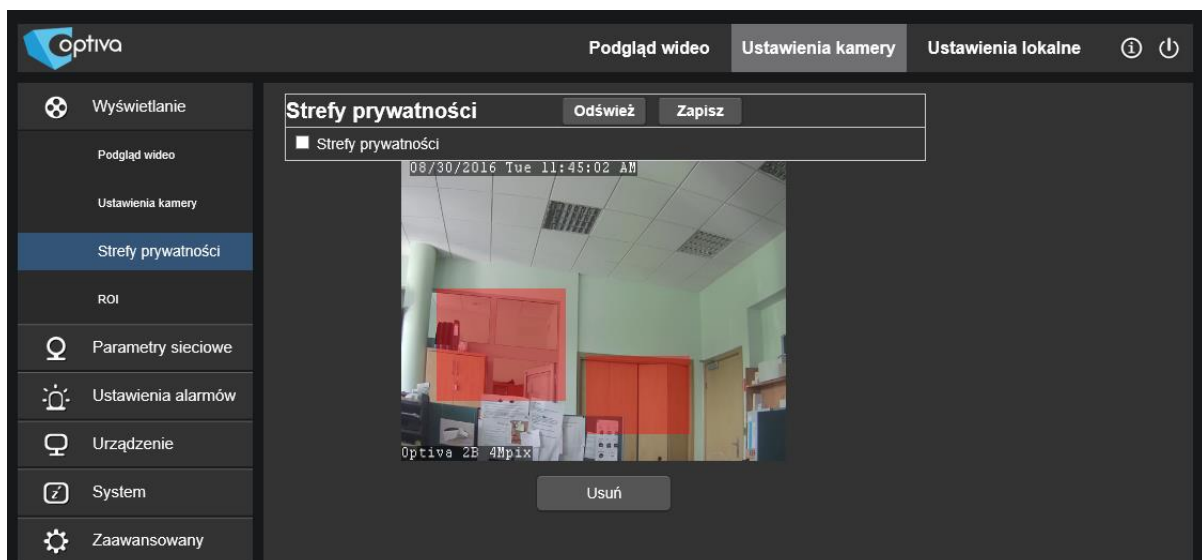 optiva
Podgląd wideo Ustawienia kamery Ustawienia lokalne
Wyświetlanie
Podgląd wideo
Ustawienia kamery
Strefy prywatności
ROI
Parametry sieciowe
Ustawienia alarmów
Urządzenie
System
Zaawansowany
Strefy prywatności Odśwież Zapisz
Strefy prywatności
08/30/2016 Tue 11:45:02 AM
Optiva 2B 4Mpix
Usuń